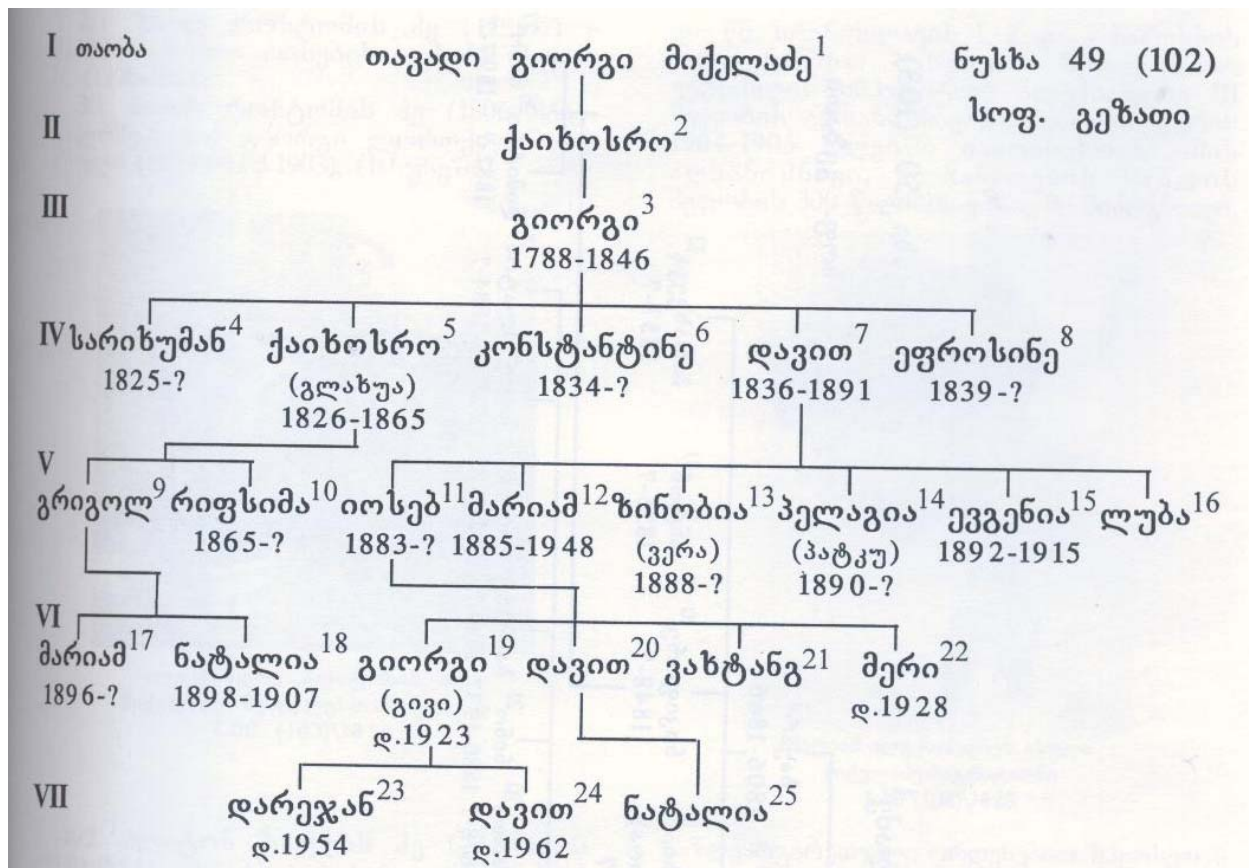 I თაობა თავადი გიორგი მიქელაძე1 ნუსხა 49 (102)
სოფ. გეზათი
II ქაიხოსრო2
III გიორგი3
1788-1846
IV სარიხუმან4 ქაიხოსრო5 კონსტანტინე6 დავით7 ეფროსინე8
1825-? (გლახუა) 1834-? 1836-1891 1839-?
1826-1865
V
გრიგოლ9 რიფსიმა10 იოსებ11 მარიამ12 ზინობია13 პელაგია14 ევგენია15 ლუბა16
1865-? 1883-? 1885-1948 (ვერა) (პატკუ) 1892-1915
1888-? 1890-?
VI
მარიამ17 ნატალია18 გიორგი19 დავით20 ვახტანგ21 მერი22
1896-? 1898-1907 (გივი) დ.1928
დ.1923
VII დარეჯან23 დავით24 ნატალია25
დ.1954 დ.1962